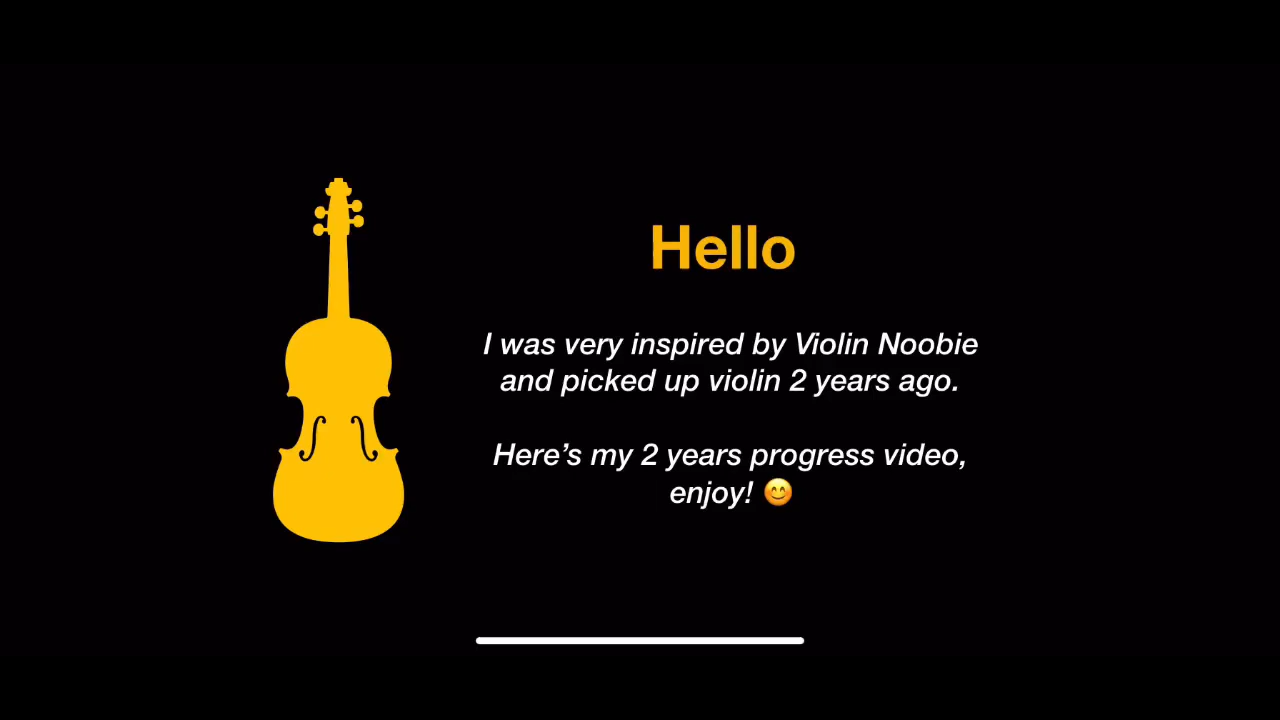 Hello
I was very inspired by Violin Noobie
and picked up violin 2 years ago.
Here’s my 2 years progress video,
enjoy! 😊